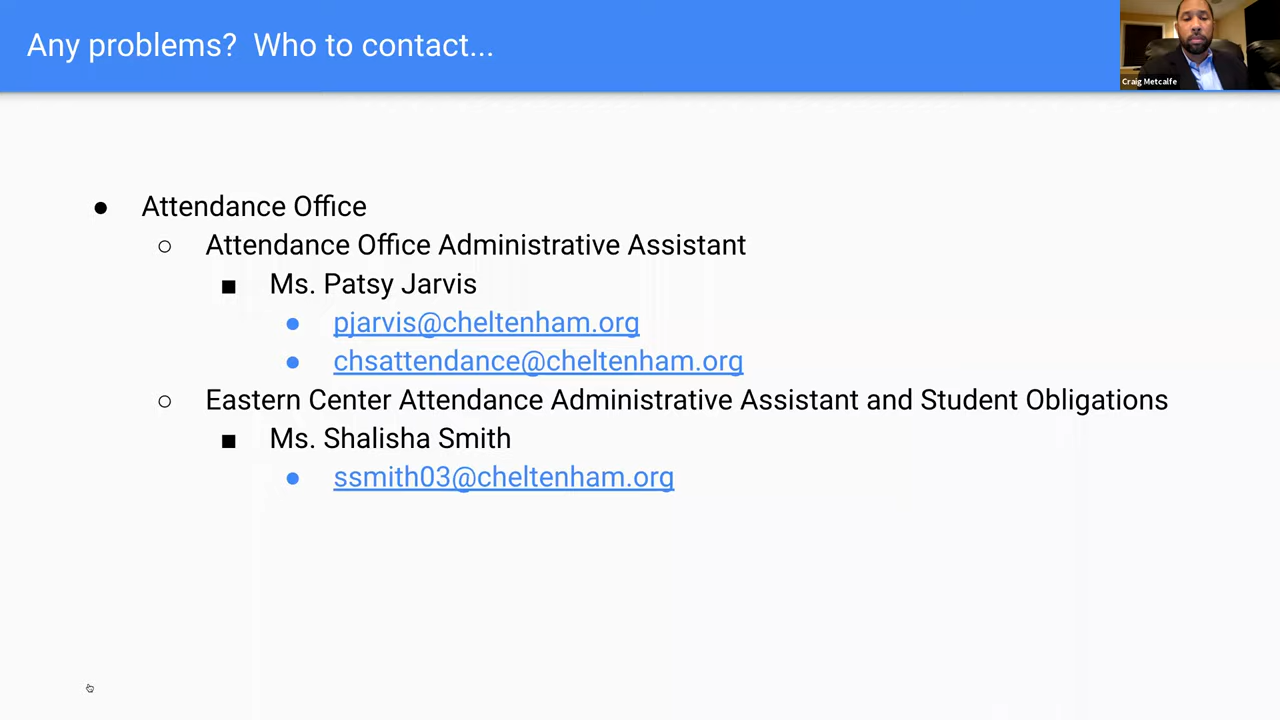 Any problems?  Who to contact...
Craig Metcalfe
● Attendance Office
○ Attendance Office Administrative Assistant
■ Ms. Patsy Jarvis
● pjarvis@cheltenham.org
● chsattendance@cheltenham.org
○ Eastern Center Attendance Administrative Assistant and Student Obligations
■ Ms. Shalisha Smith
● ssmith03@cheltenham.org